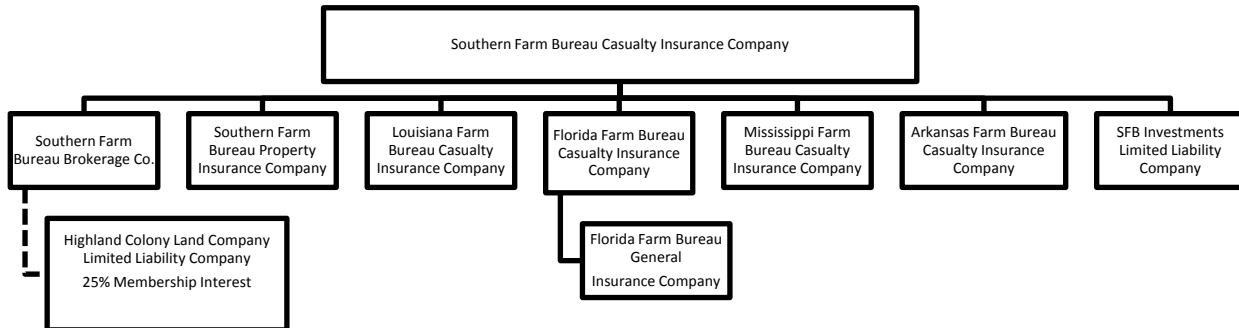 Southern Farm Bureau Casualty Insurance Company
Southern Farm
Bureau Brokerage Co.
Southern Farm
Bureau Property
Insurance Company
Louisiana Farm
Bureau Casualty
Insurance Company
Florida Farm Bureau
Casualty Insurance
Company
Mississippi Farm
Bureau Casualty
Insurance Company
Arkansas Farm Bureau
Casualty Insurance
Company
SFB Investments
Limited Liability
Company
Highland Colony Land Company
Limited Liability Company
25% Membership Interest
Florida Farm Bureau
General
Insurance Company